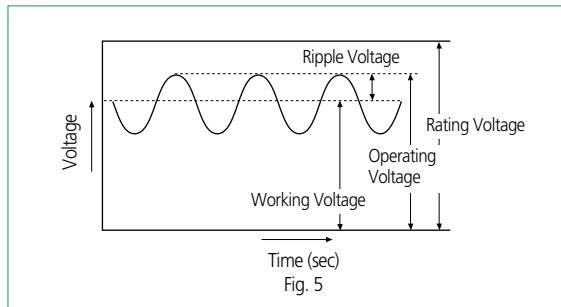 Ripple Voltage
Rating Voltage
Operating
Voltage
Voltage
Working Voltage
Time (sec)
Fig. 5